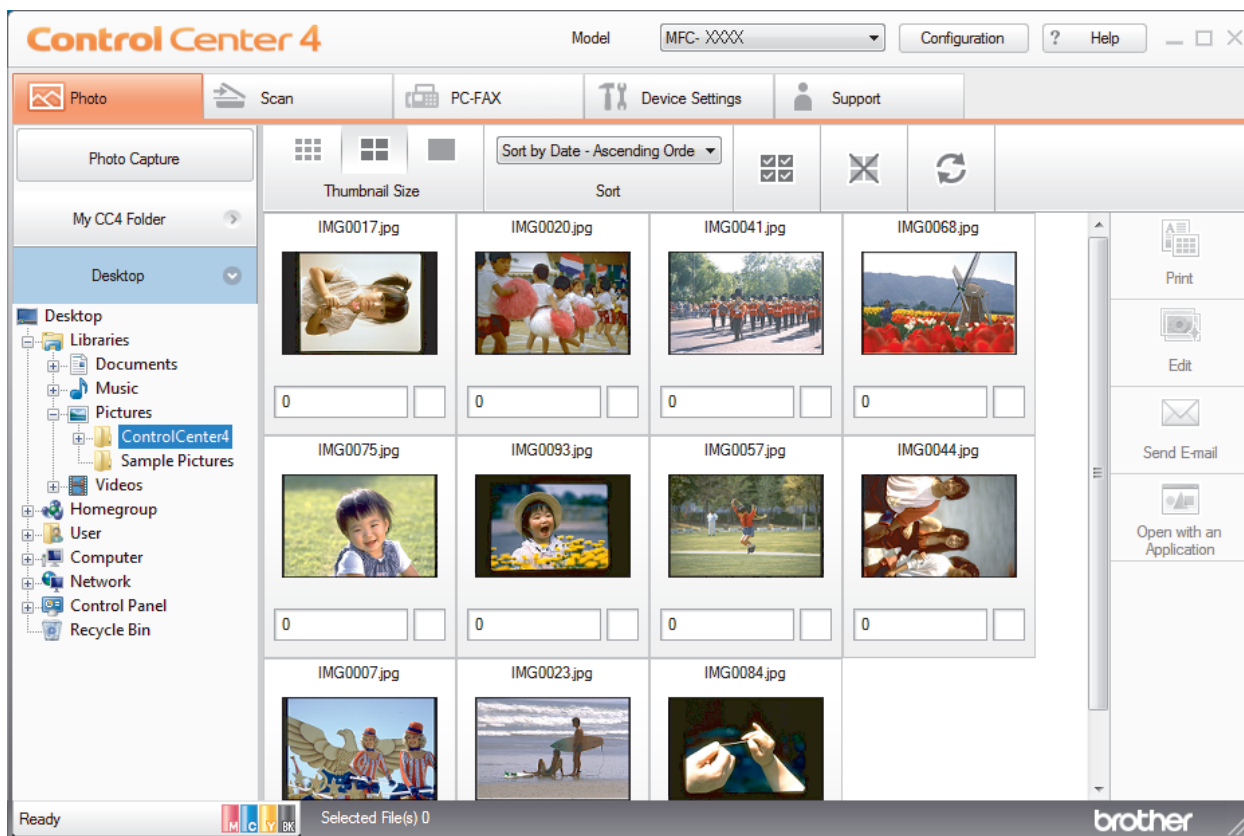 Control Center 4
Model
MFC- XXXX
Configuration
? Help
Photo
Scan
PC-FAX
Device Settings
Support
Photo Capture
My CC4 Folder
Desktop
Thumbnail Size
Sort by Date - Ascending Orde
Sort
Desktop
Libraries
Documents
Music
Pictures
ControlCenter4
Sample Pictures
Videos
Homegroup
User
Computer
Network
Control Panel
Recycle Bin
IMG0017.jpg
IMG0020.jpg
IMG0041.jpg
IMG0068.jpg
0
0
0
0
IMG0075.jpg
IMG0093.jpg
IMG0057.jpg
IMG0044.jpg
0
0
0
0
IMG0007.jpg
IMG0023.jpg
IMG0084.jpg
Print
Edit
Send E-mail
Open with an
Application
Ready
M C Y BK
Selected File(s) 0
brother